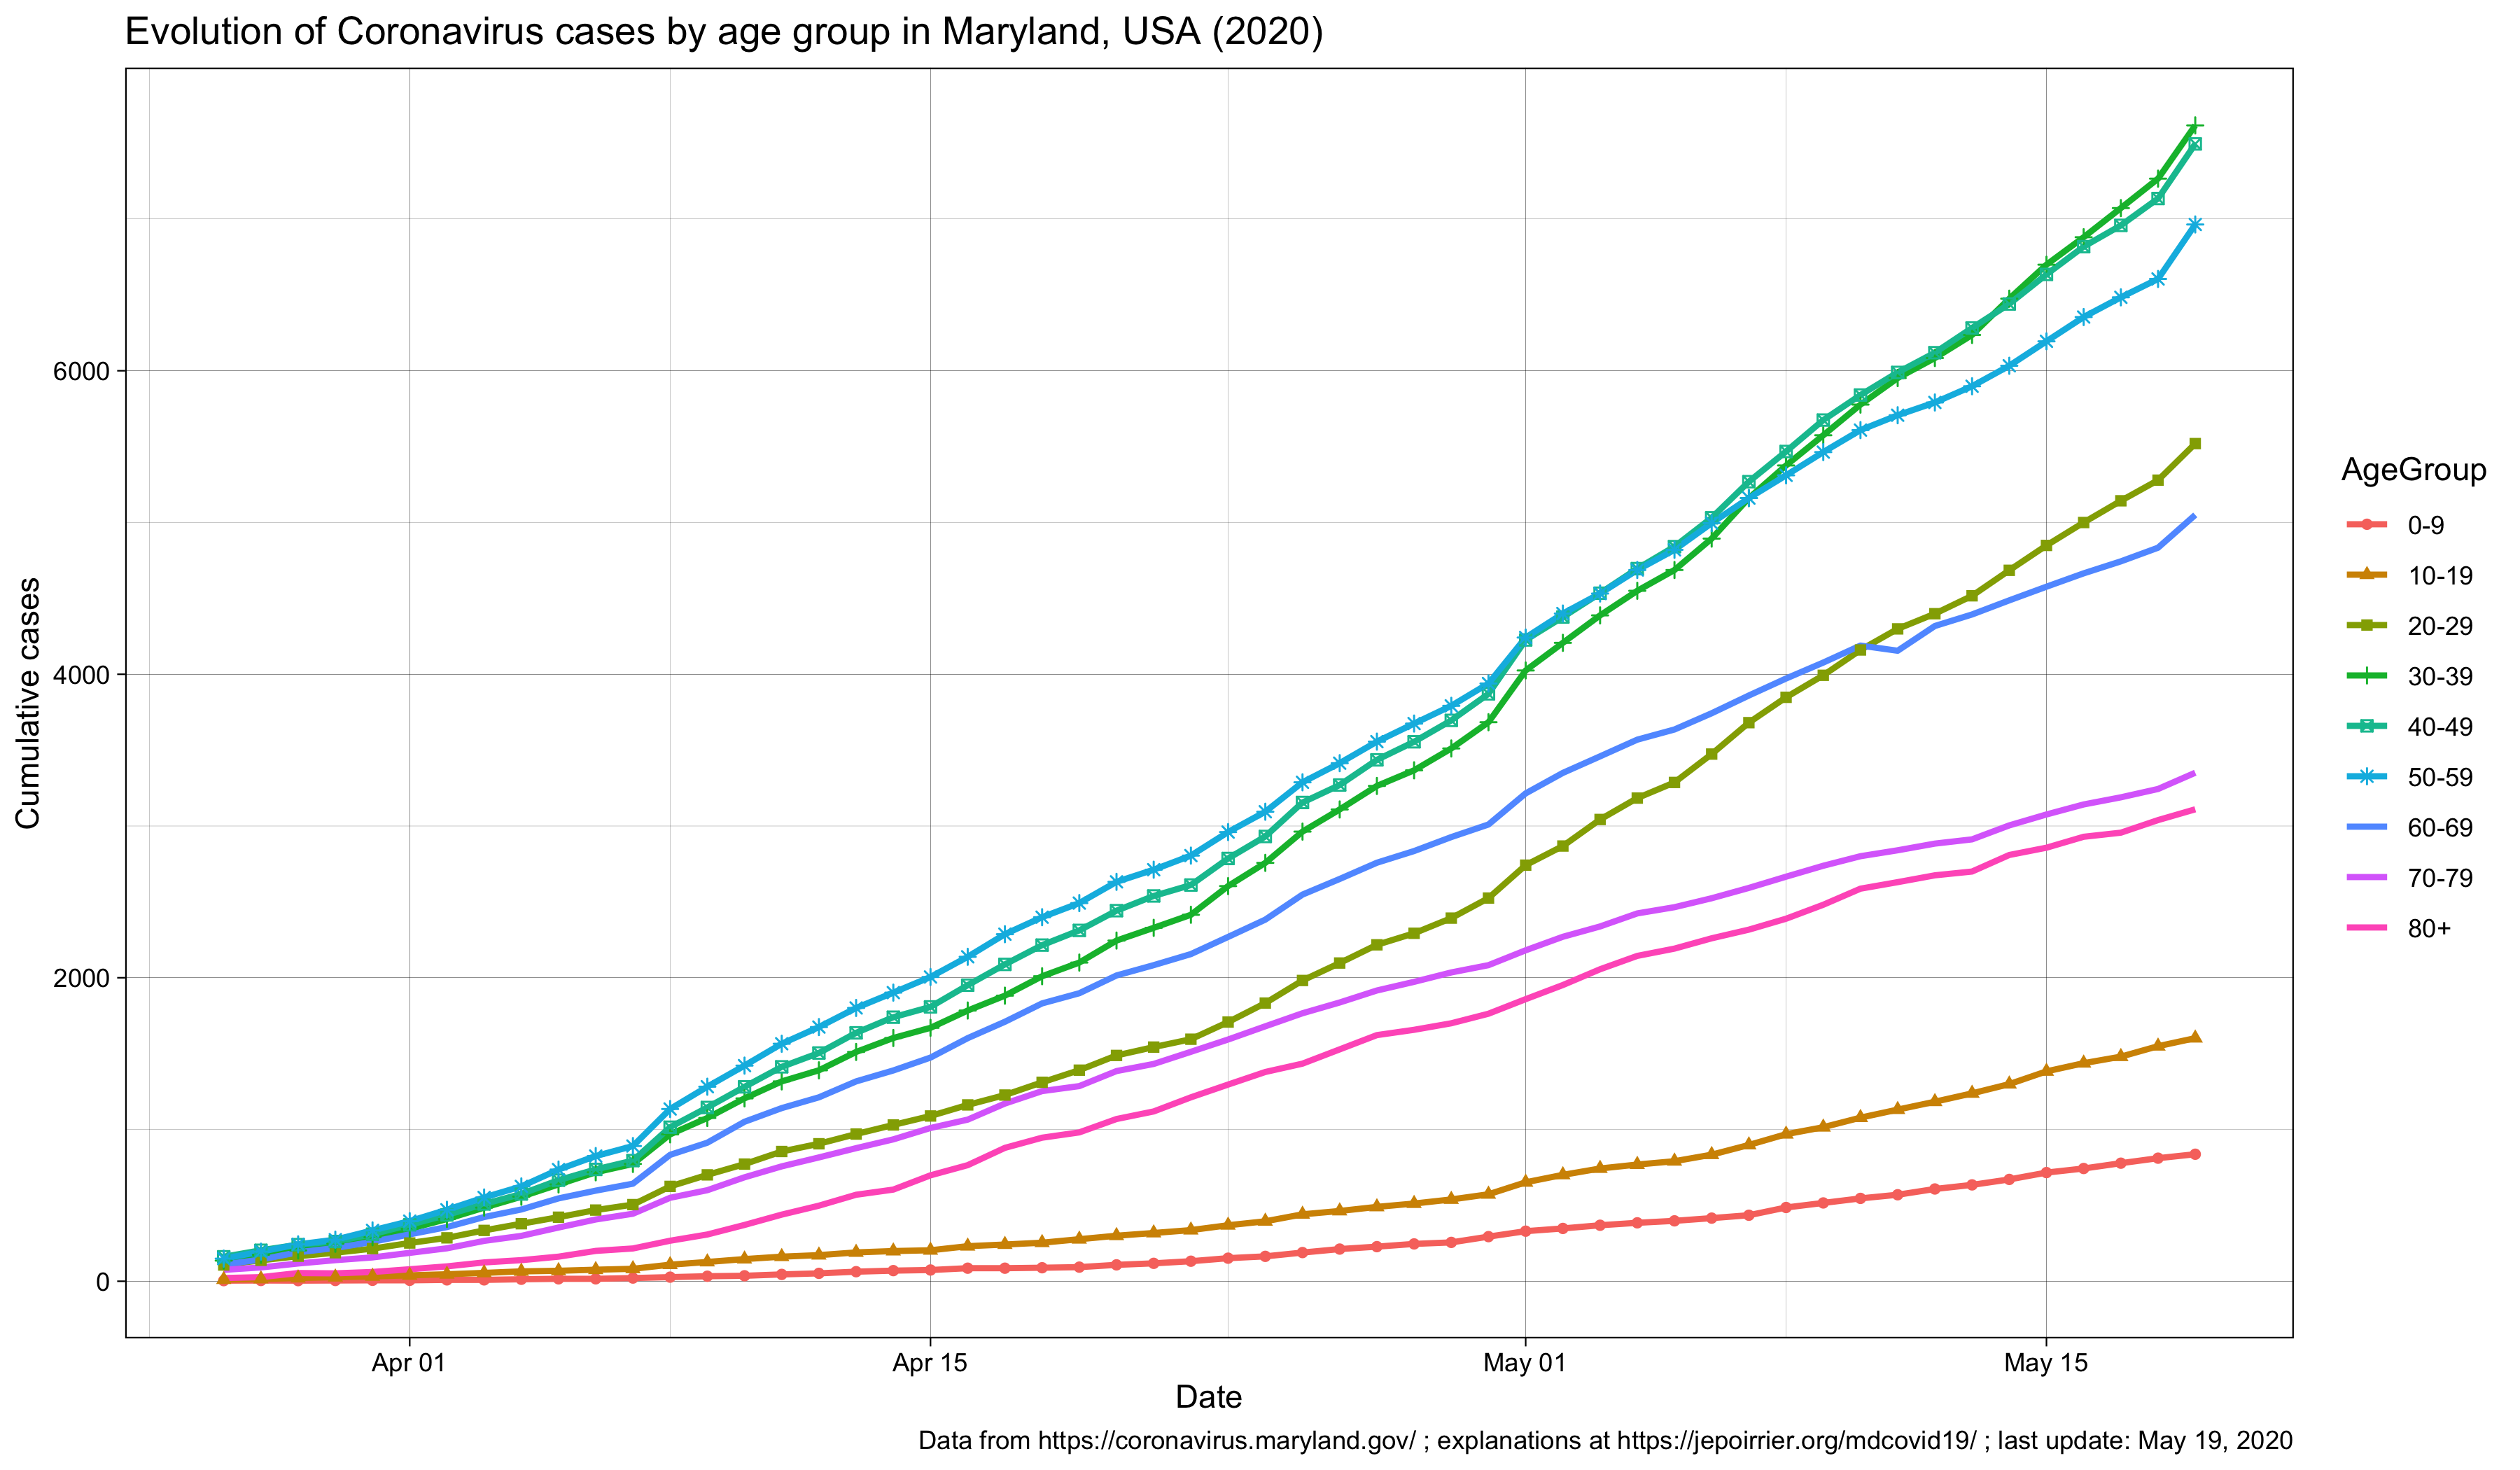 Evolution of Coronavirus cases by age group in Maryland, USA (2020)
Cumulative cases
6000
4000
2000
0
Apr 01
Apr 15
May 01
May 15
Date
AgeGroup
0-9
10-19
20-29
30-39
40-49
50-59
60-69
70-79
80+
Data from https://coronavirus.maryland.gov/ ; explanations at https://jepoirrier.org/mdcovid19/ ; last update: May 19, 2020